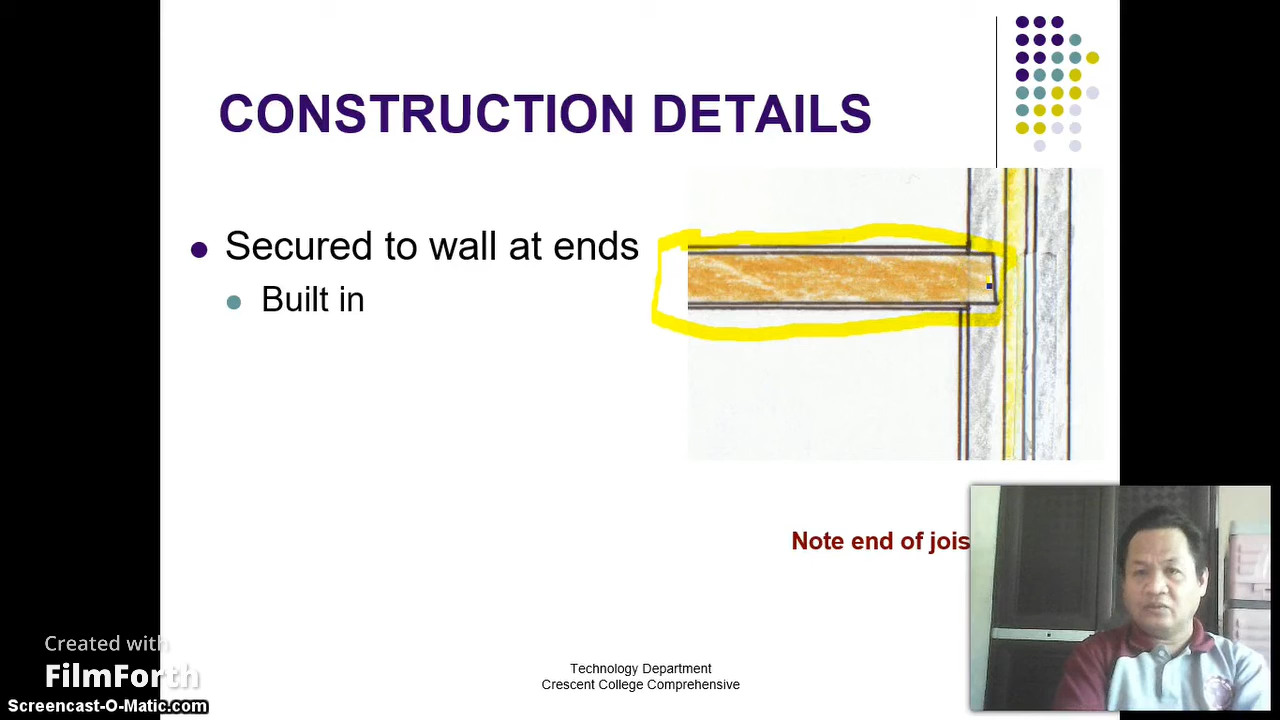 CONSTRUCTION DETAILS
Secured to wall at ends
Built in
Note end of jois
Technology Department
Crescent College Comprehensive
Created with
FilmForth
Screencast-O-Matic.com